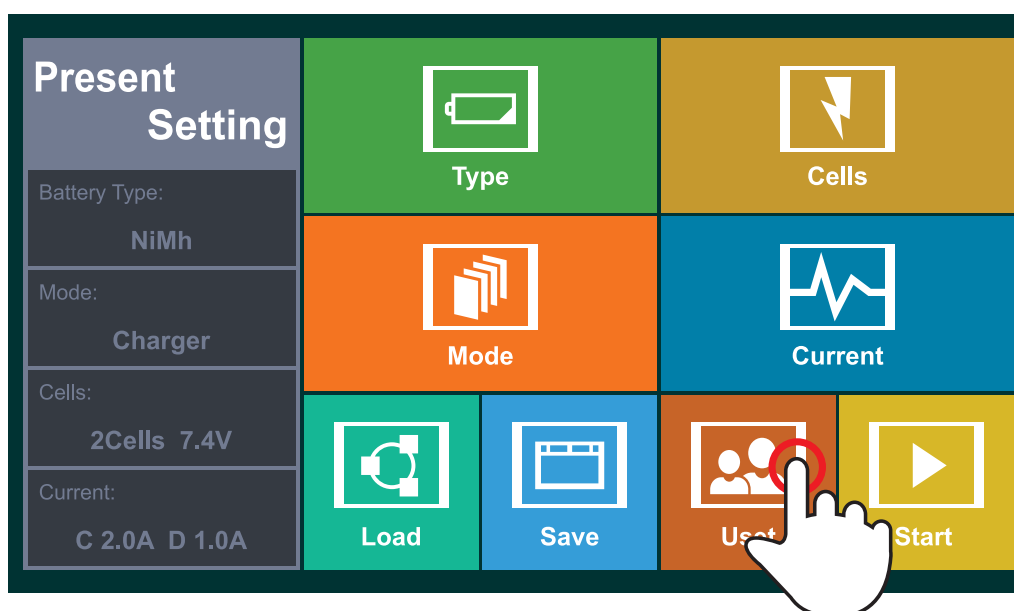 Present
Setting
Battery Type:
NiMh
Mode:
Charger
Cells:
2Cells 7.4V
Current:
C 2.0A D 1.0A
Type
Cells
Mode
Current
Load
Save
Start